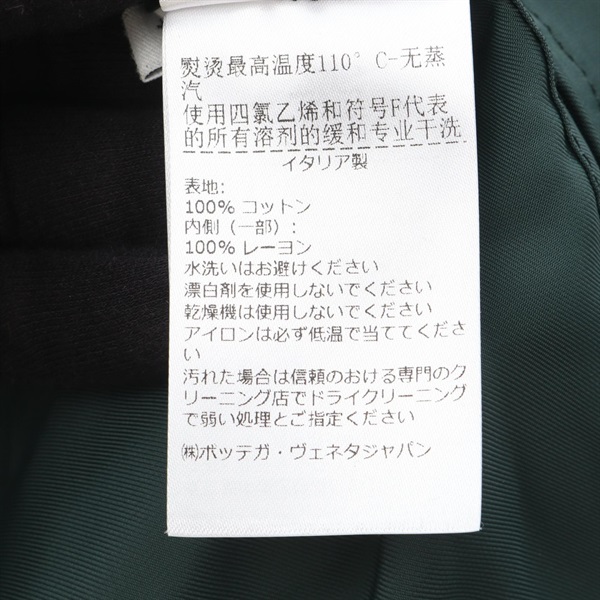 熨烫最高温度110° C-无蒸
汽
使用四氯乙烯和符号F代表
的所有溶剂的缓和专业干洗
イタリア製
表地:
100% コットン
内側（一部）:
100% レーヨン
水洗いはお避けください
漂白剤を使用しないでください
乾燥機は使用しないでください
アイロンは必ず低温で当ててくださ
い
汚れた場合は信頼のおける専門のク
リーニング店でドライクリーニング
で弱い処理とご指定ください
㈱ボッテガ・ヴェネタジャパン